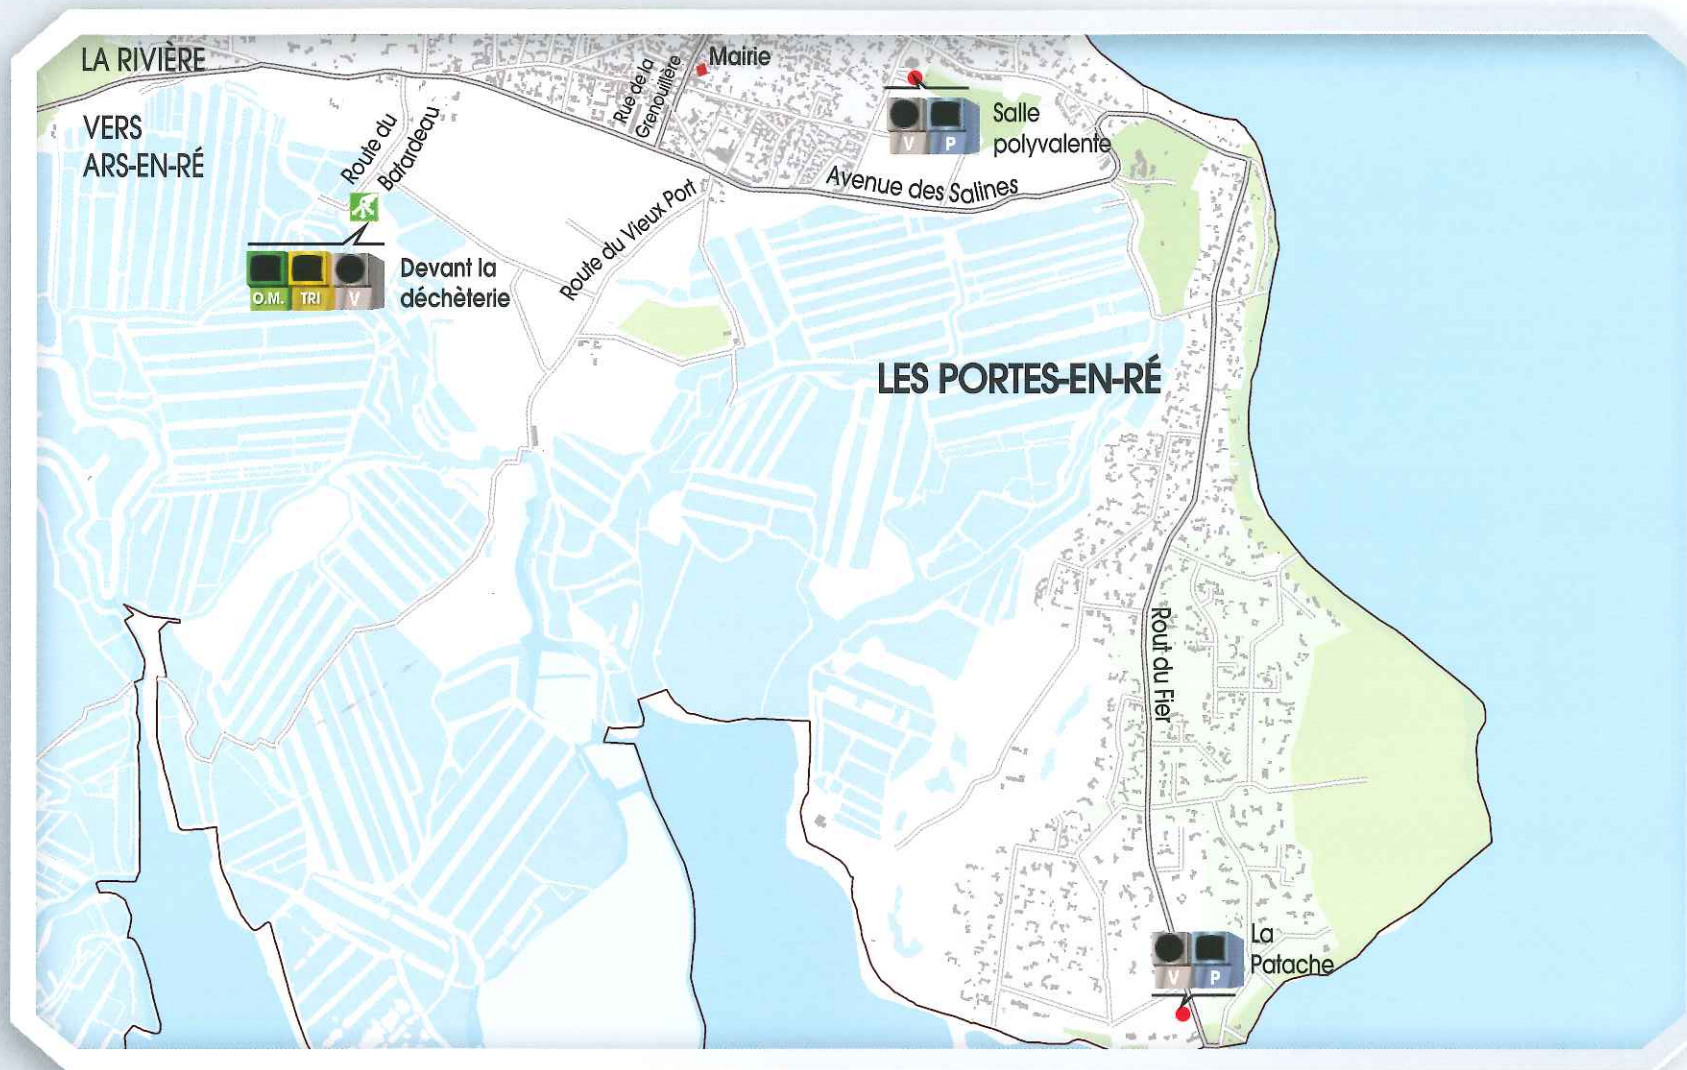 LA RIVIÈRE
VERS
ARS-EN-RÉ
Route du
Batardeau
Rue de la
Grenouillère
Mairie
V P
Salle
polyvalente
Avenue des Salines
Route du Vieux Port
O.M. TRI V
Devant la
déchèterie
LES PORTES-EN-RÉ
Rout du Fier
V P
La
Patache